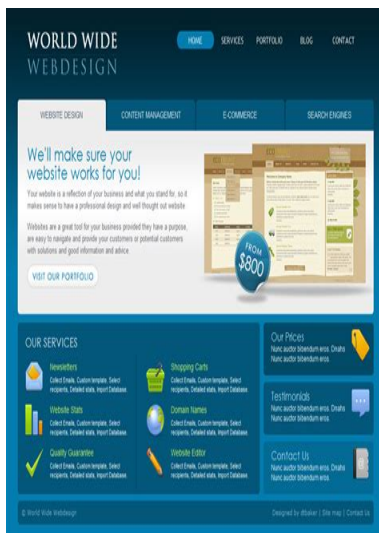 WORLD WIDE
WEBDESIGN
HOME SERVICES PORTFOLIO BLOG CONTACT
WEBSITE DESIGN CONTENT MANAGEMENT E-COMMERCE SEARCH ENGINES
We'll make sure your
website works for you!
Your website is a reflection of your business and what you stand for, so it
makes sense to have a professional design and well thought out website
Websites are a great tool for your business provided they have a purpose,
are easy to navigate and provide your customers or potential customers
with solutions and good information and advice.
VISIT OUR PORTFOLIO
FROM
$800
OUR SERVICES
Newsletters
Collect Emails, Custom template, Select
recipients, Detailed stats, Import Database.
Shopping Carts
Collect Emails, Custom template, Select
recipients, Detailed stats, Import Database.
Website Stats
Collect Emails, Custom template, Select
recipients, Detailed stats, Import Database.
Domain Names
Collect Emails, Custom template, Select
recipients, Detailed stats, Import Database.
Quality Guarantee
Collect Emails, Custom template, Select
recipients, Detailed stats, Import Database.
Website Editor
Collect Emails, Custom template, Select
recipients, Detailed stats, Import Database.
Our Prices
Nunc auctor bibendum eros. Cras
Nunc auctor bibendum eros.
Testimonials
Nunc auctor bibendum eros.
Nunc auctor bibendum eros.
Contact Us
Nunc auctor bibendum eros.
Nunc auctor bibendum eros.
© World Wide Webdesign
Designed by dtbaker | Site map | Contact Us